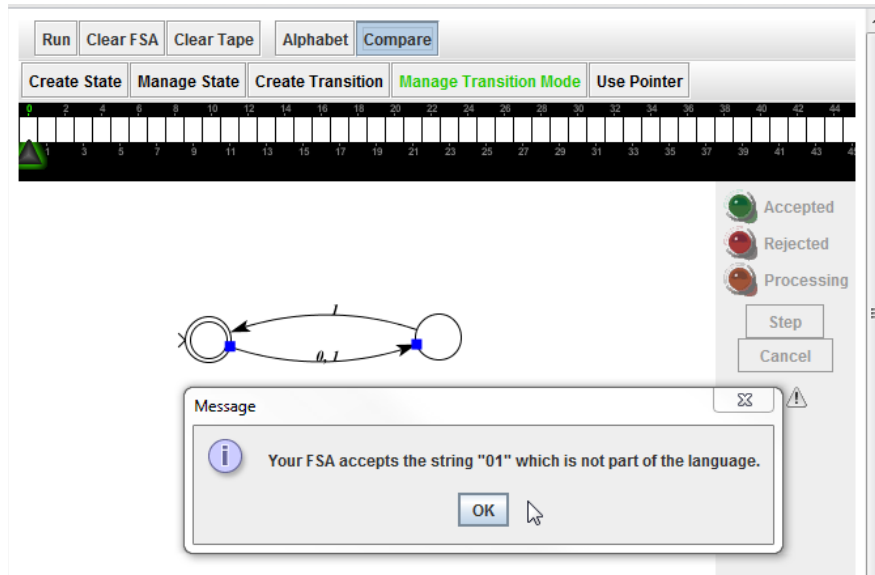 Run Clear FSA Clear Tape Alphabet Compare
Create State Manage State Create Transition Manage Transition Mode Use Pointer
0 2 4 6 8 10 12 14 16 18 20 22 24 26 28 30 32 34 36 38 40 42 44
1 3 5 7 9 11 13 15 17 19 21 23 25 27 29 31 33 35 37 39 41 43
Accepted
Rejected
Processing
1
Step
0, 1
Cancel
Message
Your FSA accepts the string "01" which is not part of the language.
OK